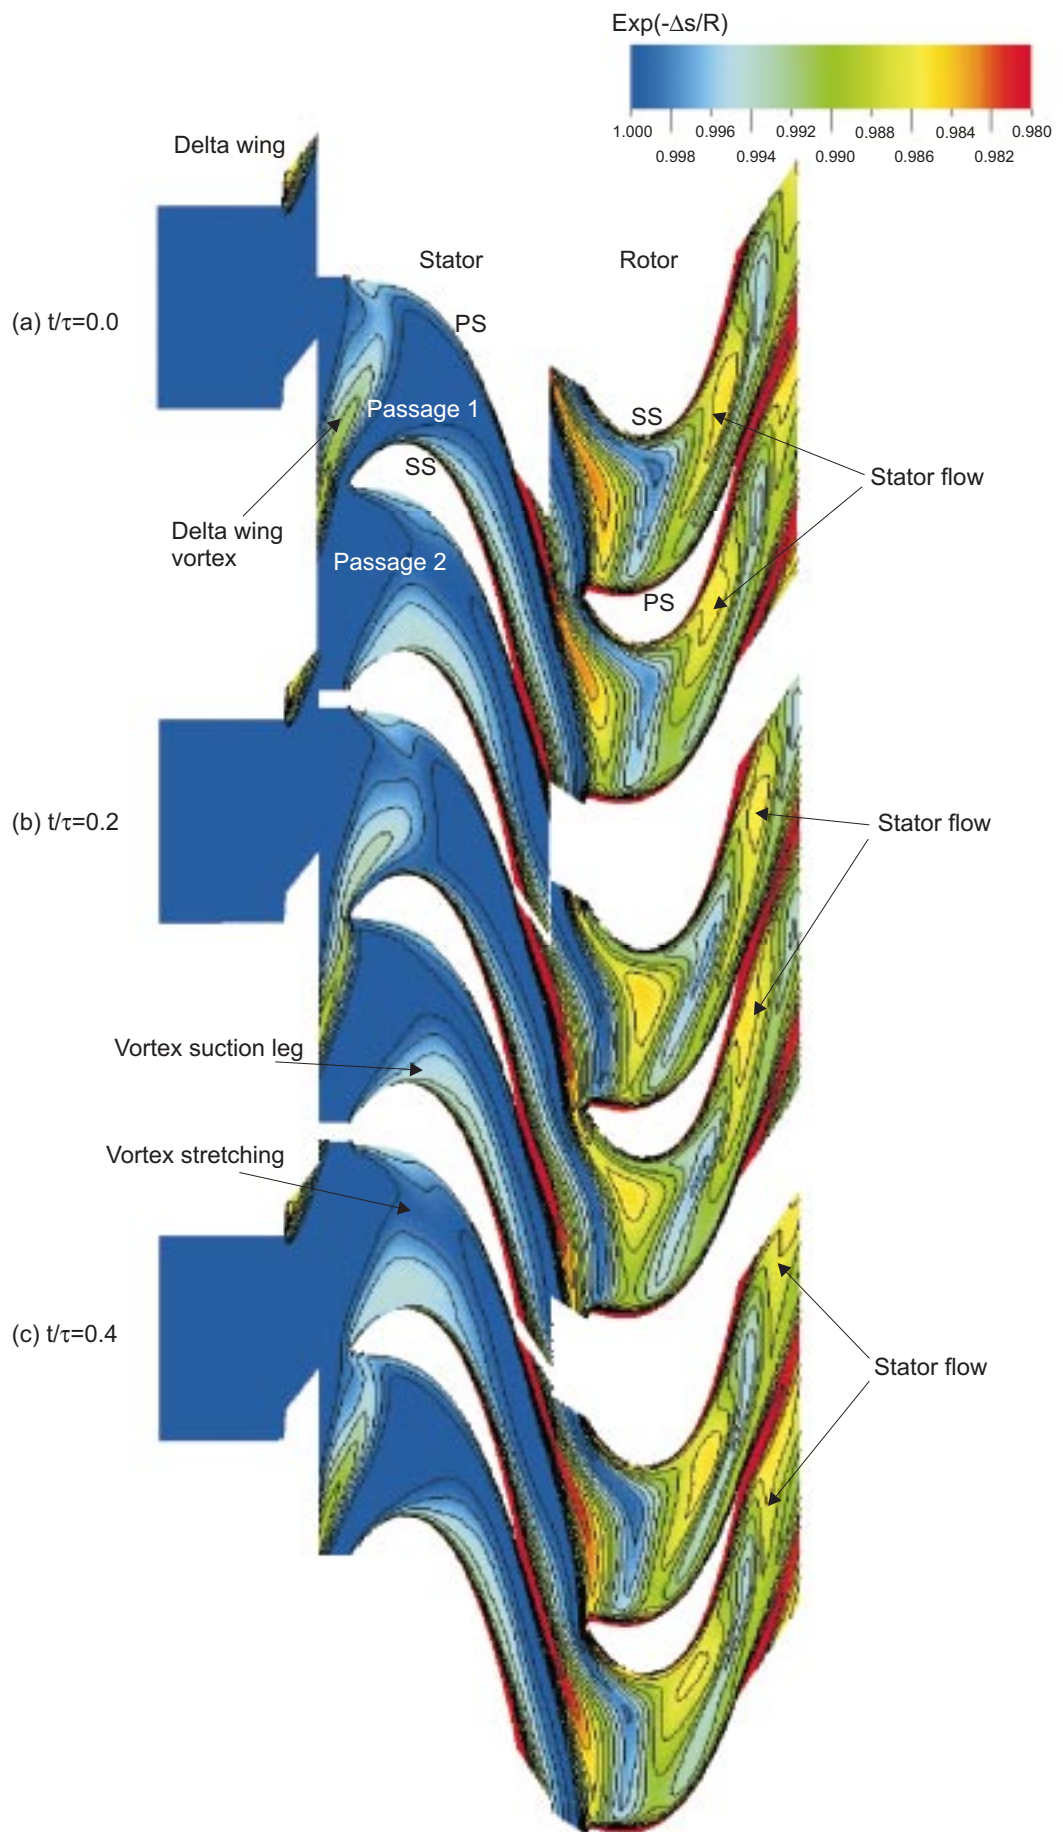 Exp(-Δs/R)
1.000 0.996 0.992 0.988 0.984 0.980
0.998 0.994 0.990 0.986 0.982
Delta wing
Stator
Rotor
(a) t/τ=0.0
PS
Passage 1
SS
SS
Stator flow
Delta wing
vortex
Passage 2
PS
(b) t/τ=0.2
Stator flow
Vortex suction leg
Vortex stretching
(c) t/τ=0.4
Stator flow